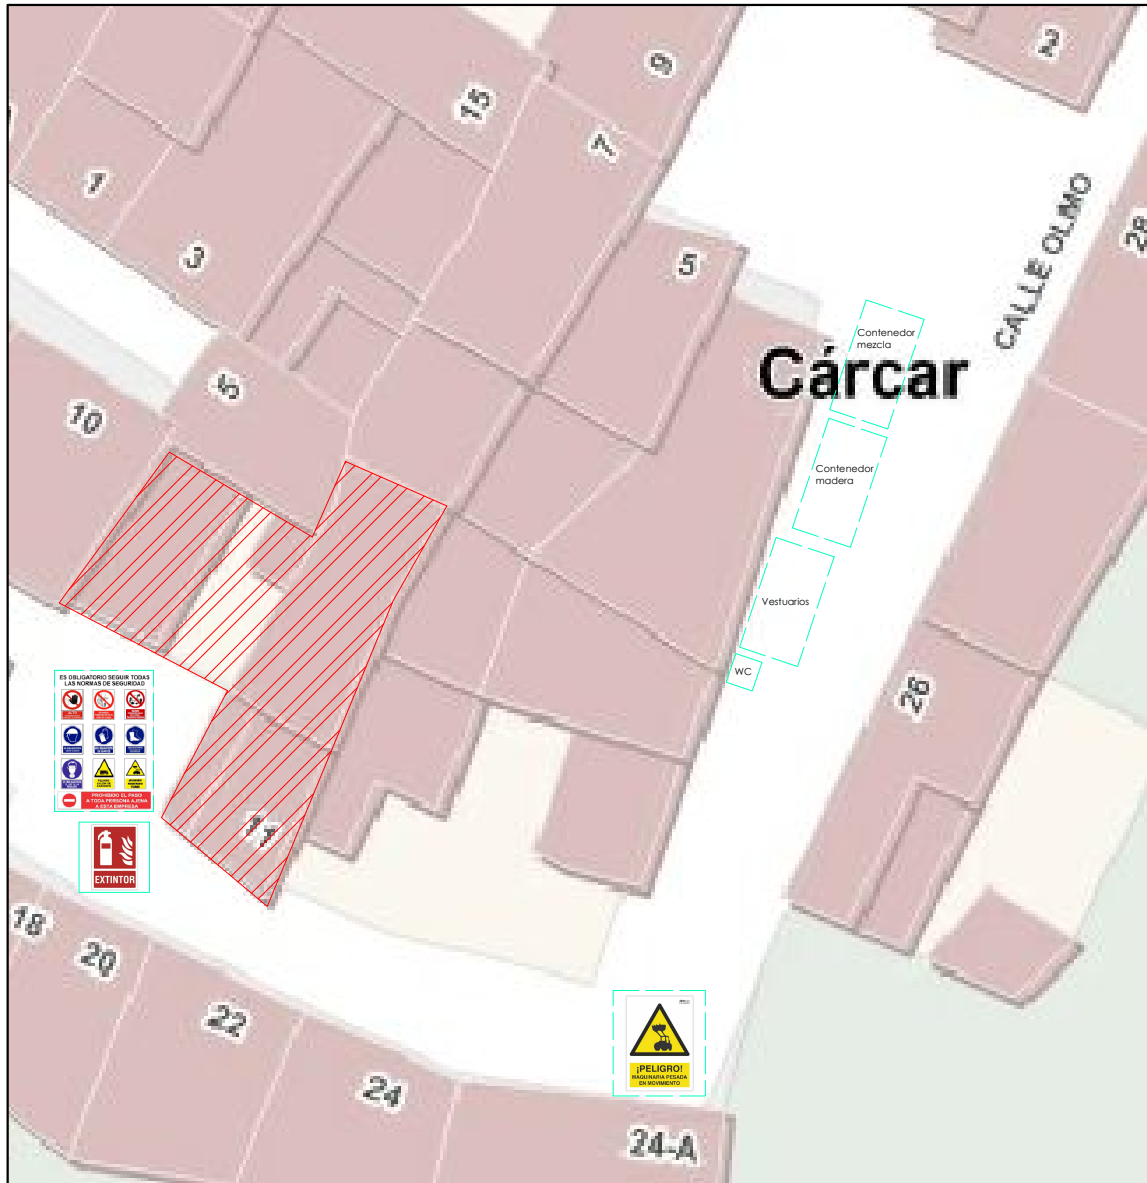 2
9
15
7
1
28
3
5
CALLE OLMO
Contenedor
mezcla
Cárcar
5
10
Contenedor
madera
Vestuarios
WC
ES OBLIGATORIO SEGUIR TODAS
LAS NORMAS DE SEGURIDAD
26
PROHIBIDO EL PASO
A TODA PERSONA AJENA
A ESTA EMPRESA
EXTINTOR
18
20
22
24
¡PELIGRO!
MAQUINARIA PESADA
EN MOVIMIENTO
24-A